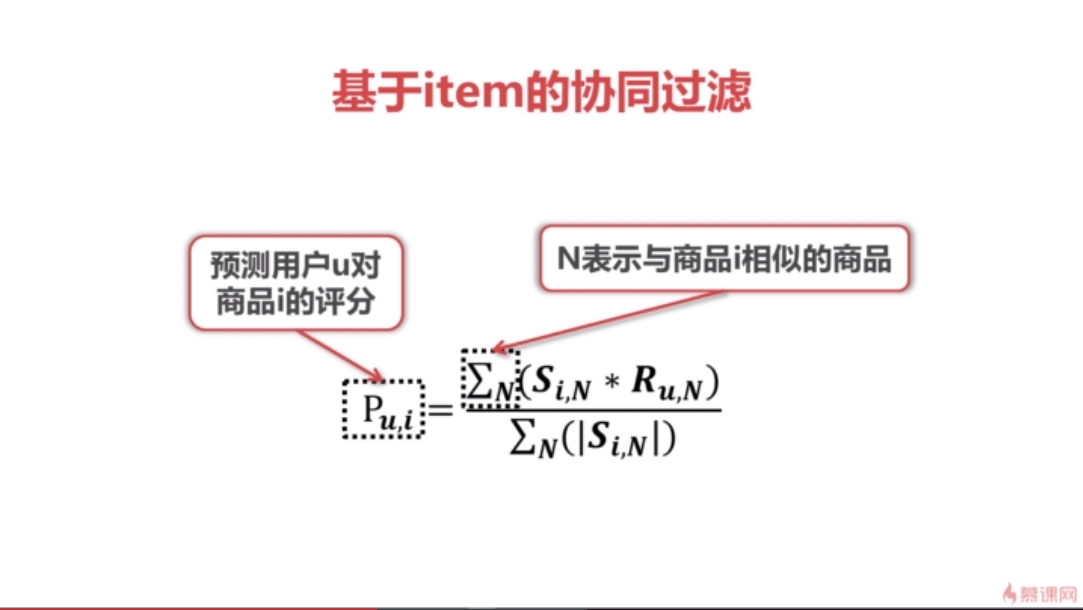 基于item的协同过滤
预测用户u对
商品i的评分
N表示与商品i相似的商品
P_{u,i} = \frac{∑_N(S_{i,N} * R_{u,N})}{∑_N(|S_{i,N}|)}
慕课网